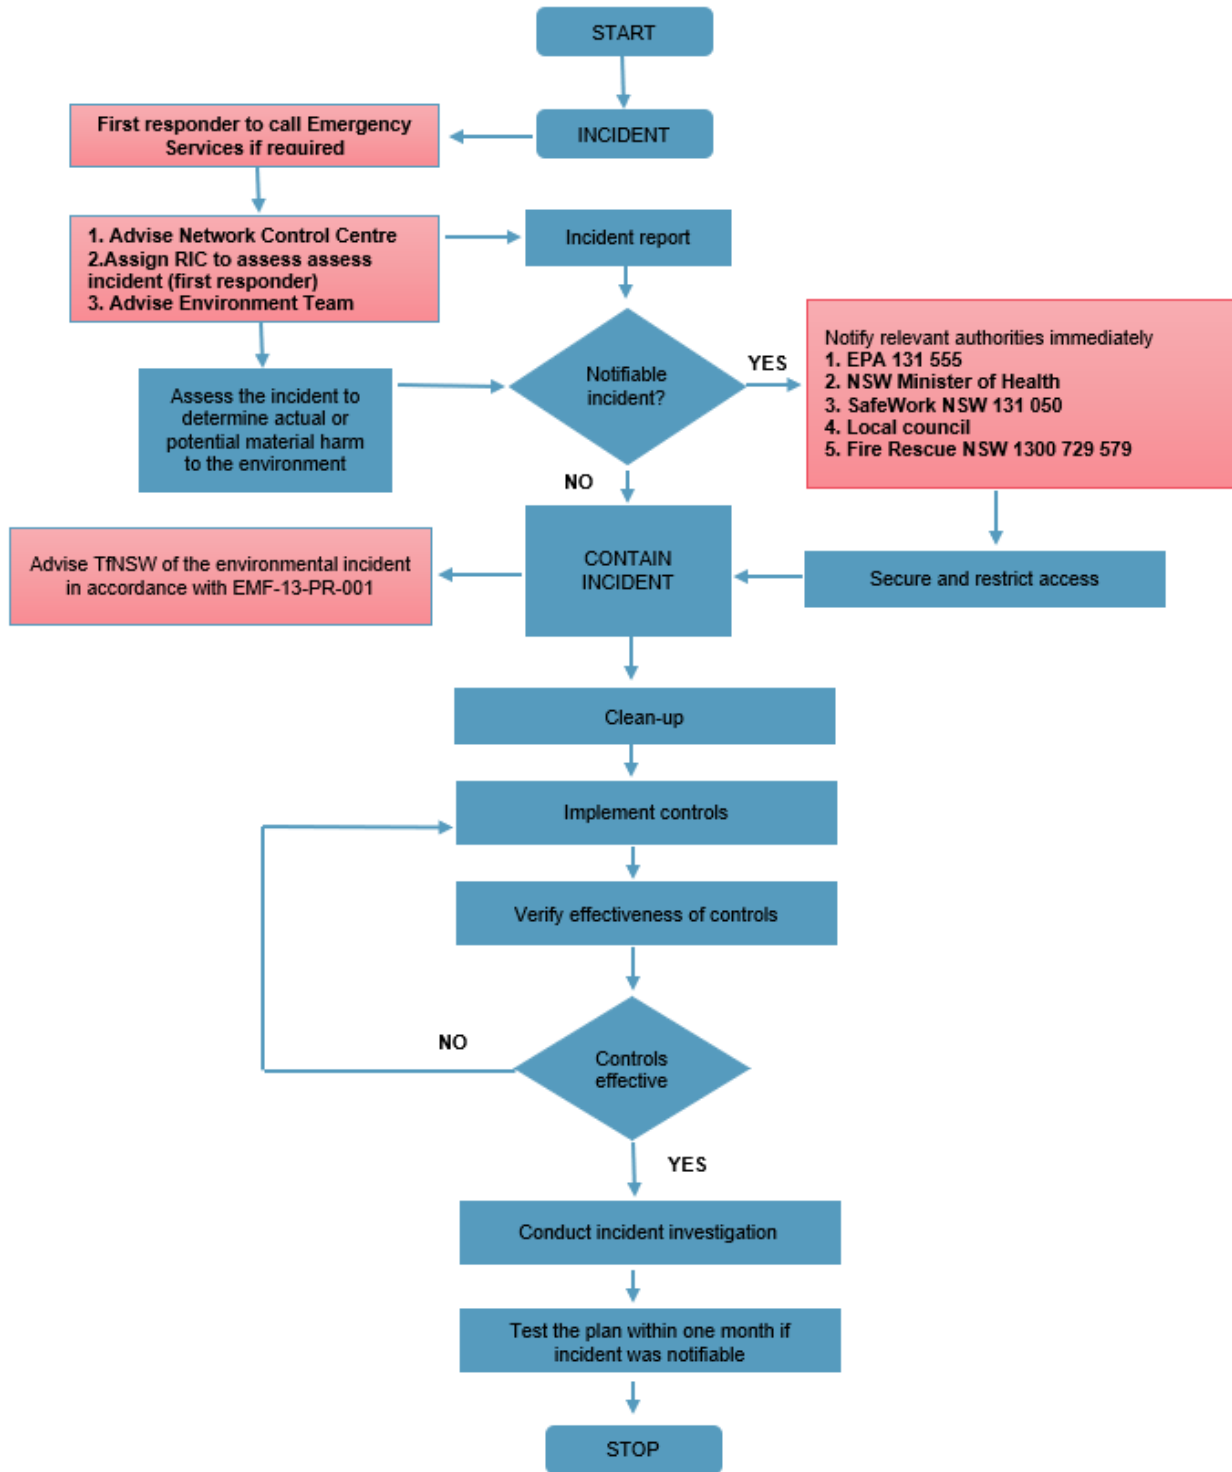 START
INCIDENT
First responder to call Emergency
Services if required
1. Advise Network Control Centre
2.Assign RIC to assess assess
incident (first responder)
3. Advise Environment Team
Incident report
Assess the incident to
determine actual or
potential material harm
to the environment
Notifiable
incident?
YES
Notify relevant authorities immediately
1. EPA 131 555
2. NSW Minister of Health
3. SafeWork NSW 131 050
4. Local council
5. Fire Rescue NSW 1300 729 579
NO
Advise TfNSW of the environmental incident
in accordance with EMF-13-PR-001
CONTAIN
INCIDENT
Secure and restrict access
Clean-up
Implement controls
Verify effectiveness of controls
NO
Controls
effective
YES
Conduct incident investigation
Test the plan within one month if
incident was notifiable
STOP